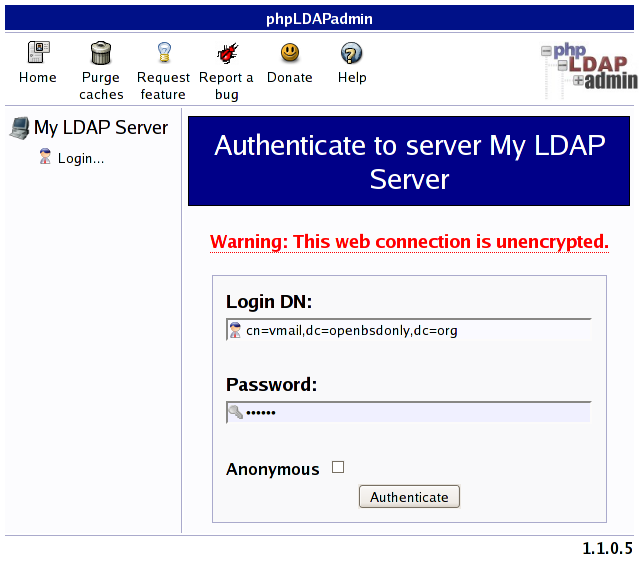 phpLDAPadmin
Home
Purge
caches
Request
feature
Report a
bug
Donate
Help
php
LDAP
admin
My LDAP Server
Login...
Authenticate to server My LDAP
Server
Warning: This web connection is unencrypted.
Login DN:
cn=vmail,dc=openbsdonly,dc=org
Password:
••••••
Anonymous
Authenticate
1.1.0.5